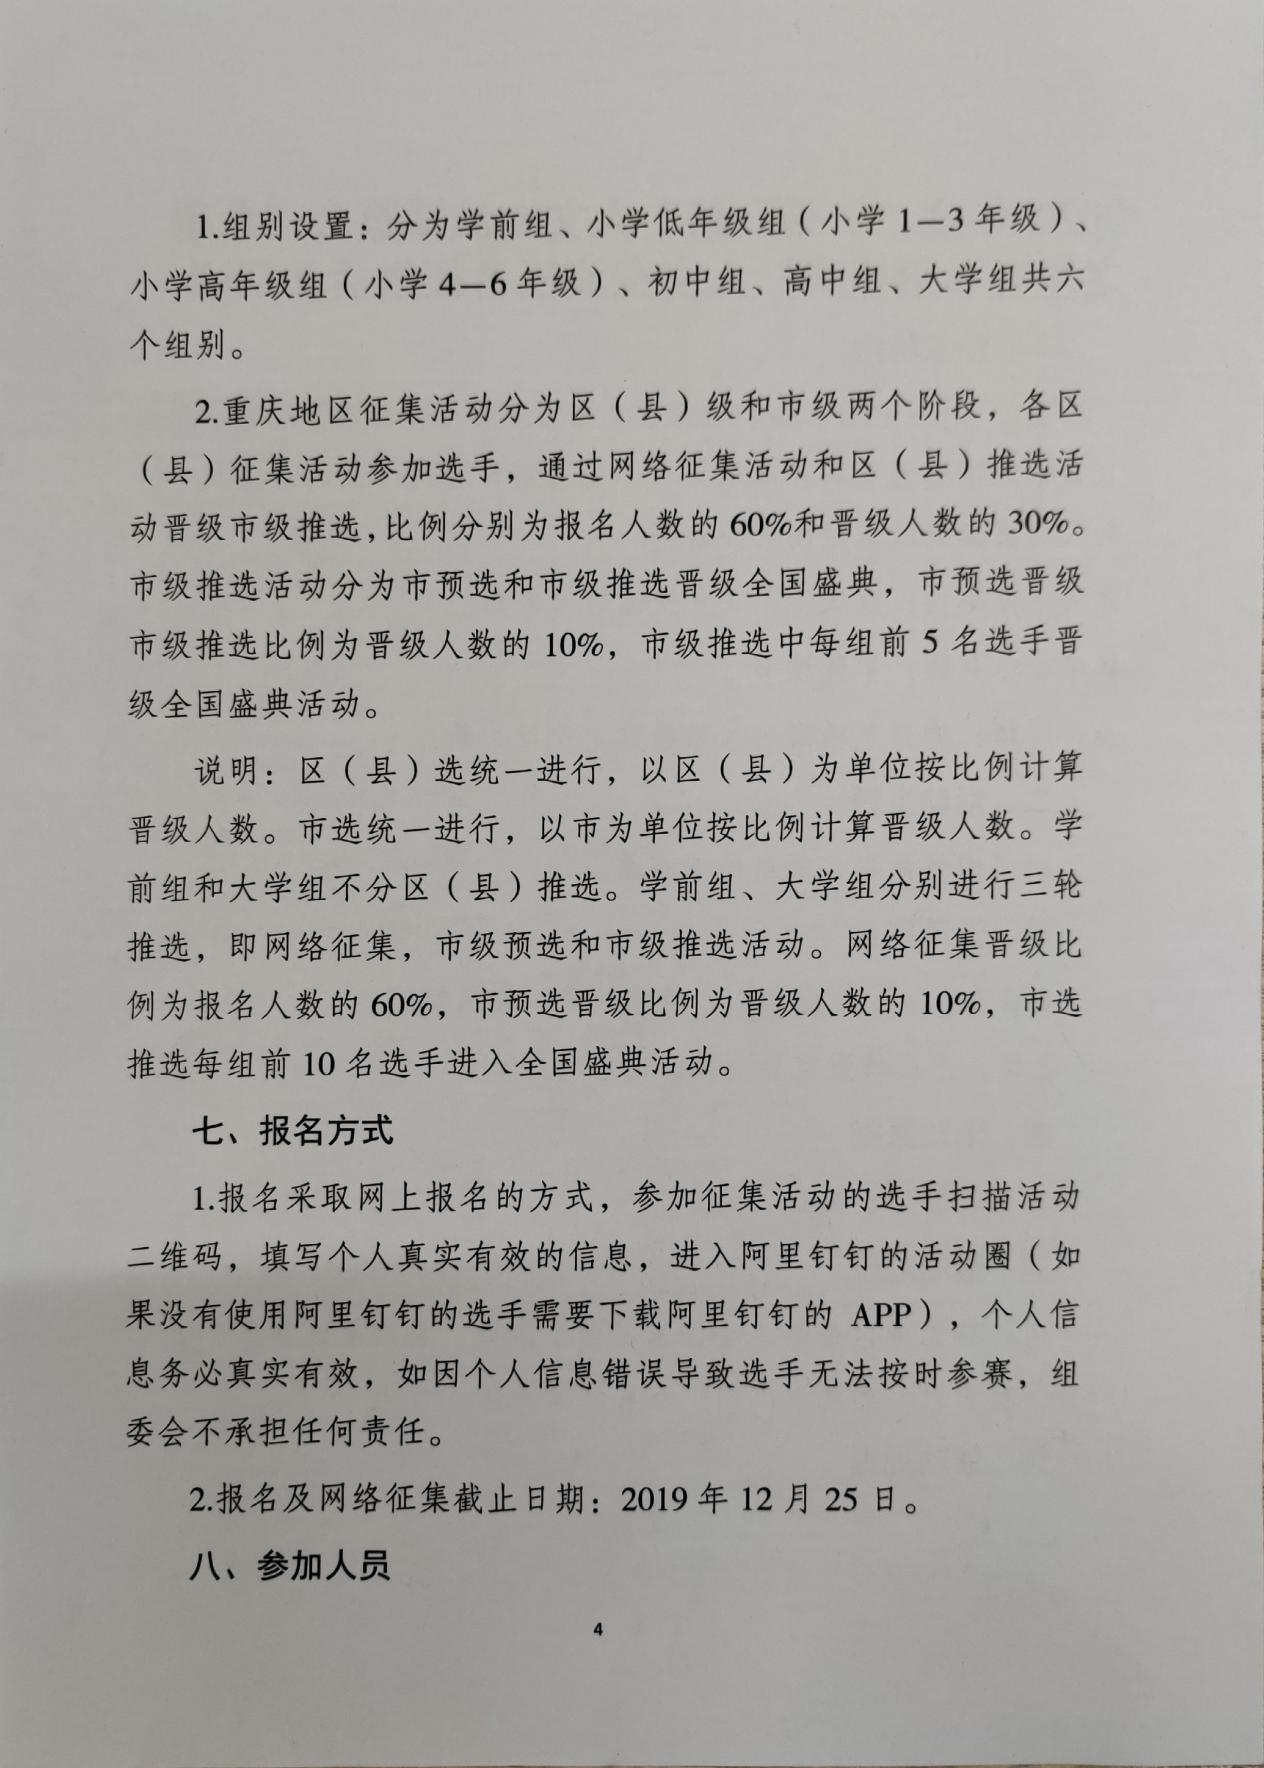 1.组别设置：分为学前组、小学低年级组（小学 1—3 年级）、
小学高年级组（小学 4—6 年级）、初中组、高中组、大学组共六
个组别。
2.重庆地区征集活动分为区（县）级和市级两个阶段，各区
（县）征集活动参加选手，通过网络征集活动和区（县）推选活
动晋级市级推选，比例分别为报名人数的 60%和晋级人数的 30%。
市级推选活动分为市预选和市级推选晋级全国盛典，市预选晋级
市级推选比例为晋级人数的 10%，市级推选中每组前 5 名选手晋
级全国盛典活动。
说明：区（县）选统一进行，以区（县）为单位按比例计算
晋级人数。市选统一进行，以市为单位按比例计算晋级人数。学
前组和大学组不分区（县）推选。学前组、大学组分别进行三轮
推选，即网络征集，市级预选和市级推选活动。网络征集晋级比
例为报名人数的 60%，市预选晋级比例为晋级人数的 10%，市选
推选每组前 10 名选手进入全国盛典活动。
七、报名方式
1.报名采取网上报名的方式，参加征集活动的选手扫描活动
二维码，填写个人真实有效的信息，进入阿里钉钉的活动圈（如
果没有使用阿里钉钉的选手需要下载阿里钉钉的 APP），个人信
息务必真实有效，如因个人信息错误导致选手无法按时参赛，组
委会不承担任何责任。
2.报名及网络征集截止日期：2019 年 12 月 25 日。
八、参加人员
4